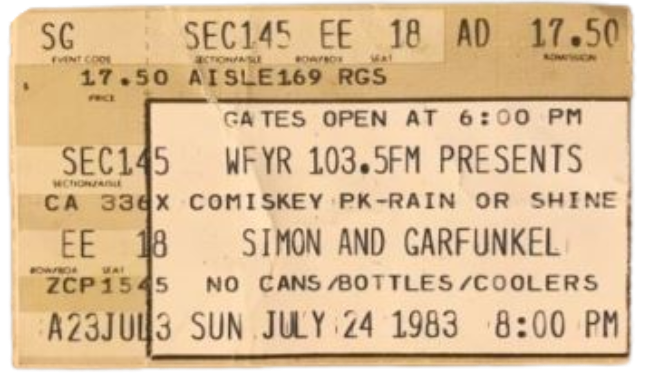 SG SEC145 EE 18 AD 17.50
EVENT CODE SECTION/AISLE ROW/BOX SEAT ADMISSION
17.50 AISLE169 RGS
PRICE
GATES OPEN AT 6:00 PM
SEC145 WFYR 103.5FM PRESENTS
SECTION/AISLE
CA 336X COMISKEY PK-RAIN OR SHINE
EE 18 SIMON AND GARFUNKEL
ROW/BOX SEAT
ZCP1545 NO CANS/BOTTLES/COOLERS
A23JUL3 SUN JULY 24 1983 8:00 PM